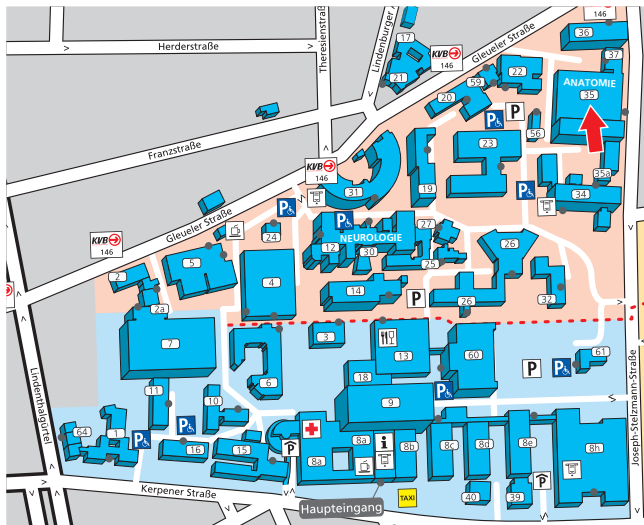 146
17
36
Herderstraße
Theresienstraße
Lindenburger A
KVB
146
Gleueler Straße
37
21
59
22
ANATOMIE
35
20
P
P
56
Franzstraße
23
KVB
146
35a
31
19
P
34
P
Gleueler Straße
P
24
NEUROLOGIE
27
KVB
146
12
30
26
5
25
2
4
14
P
26
32
2a
3
7
13
60
61
18
P
P
6
11
9
P
10
Joseph-Stelzmann-Straße
Lindenthalgürtel
64
1
P
P
16
15
P
8a
8a
i
8b
8c
8d
8e
8h
Kerpener Straße
40
39
P
Haupteingang
TAXI